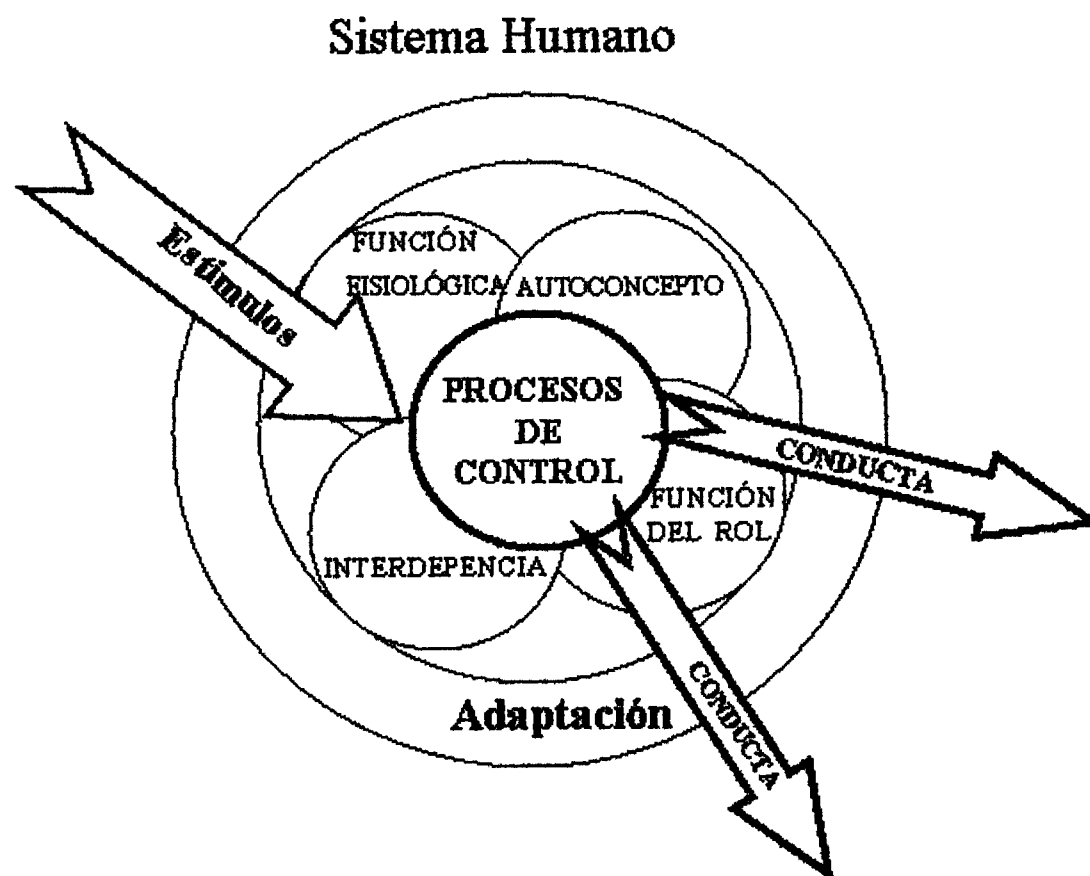 Sistema Humano
Estímulos
FUNCIÓN
FISIOLÓGICA
AUTOCONCEPTO
PROCESOS
DE
CONTROL
CONDUCTA
FUNCIÓN
DEL ROL
INTERDEPENCIA
CONDUCTA
Adaptación